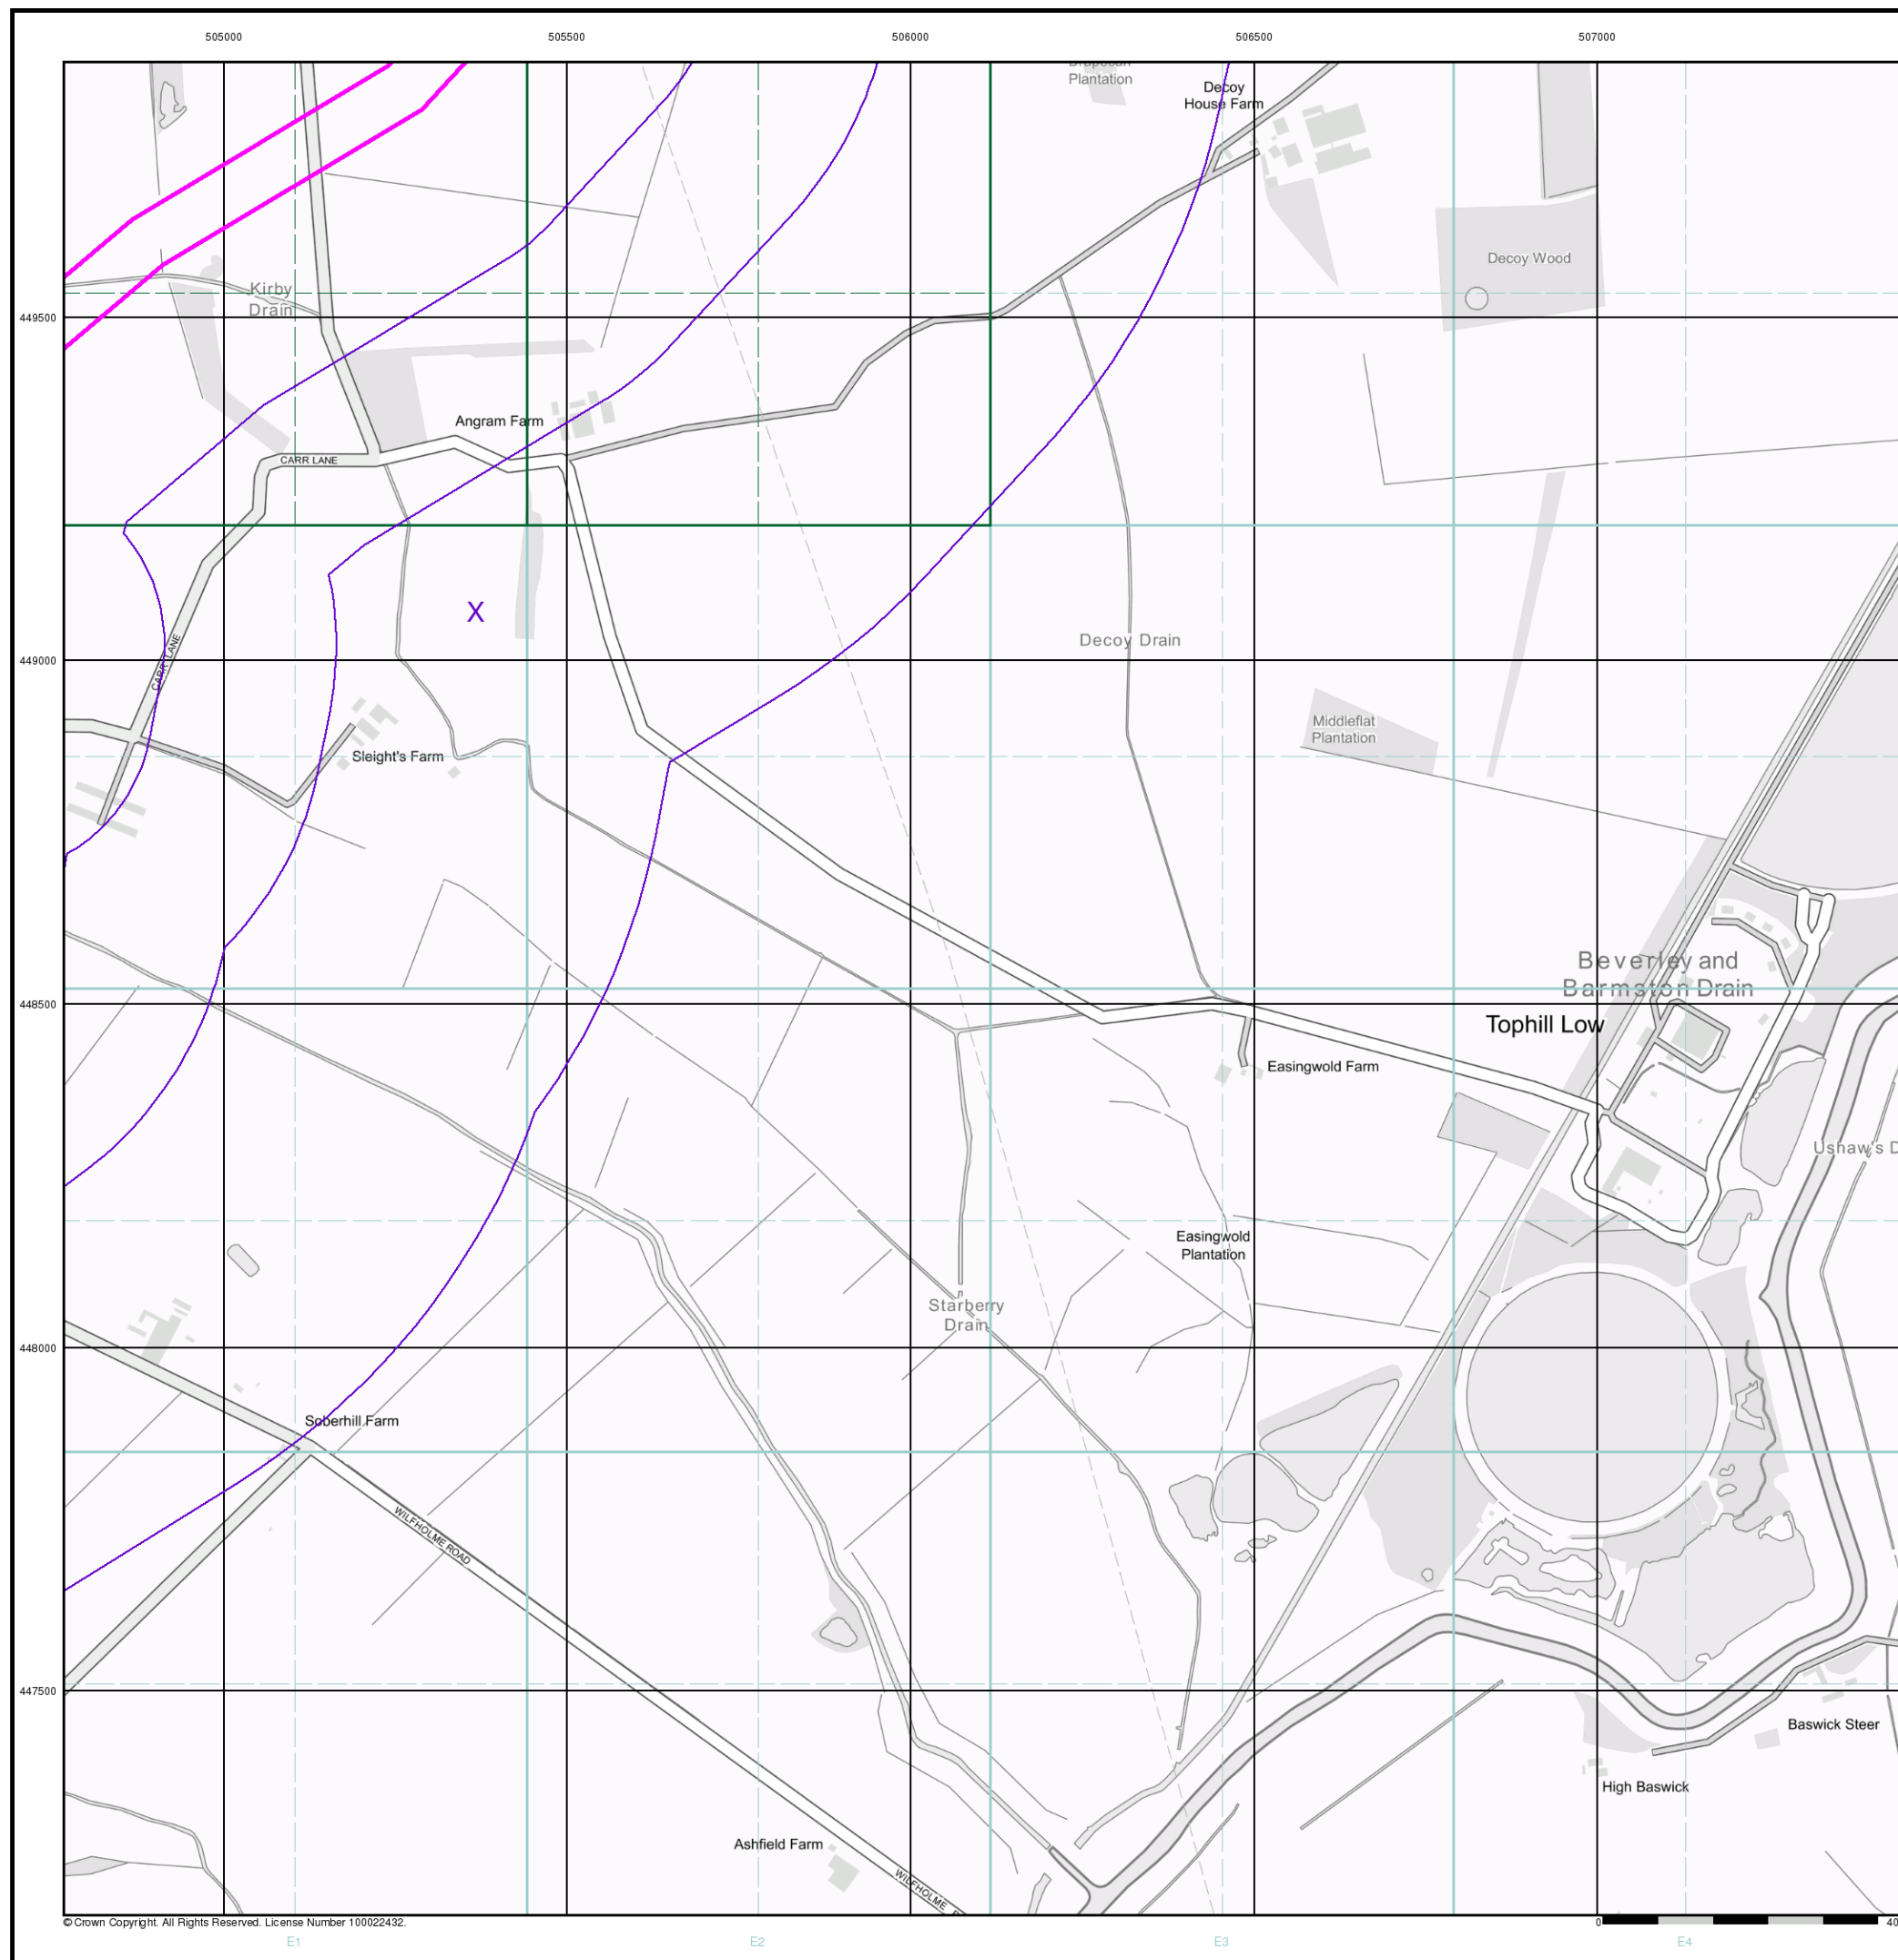 505000 505500 506000 506500 507000
Plantation
Decoy
House Farm
Decoy Wood
Kirby
Drain
449500
Angram Farm
CARR LANE
X
Decoy Drain
449000
CARR LANE
Middleflat
Plantation
Sleight's Farm
Beverley and
Barmston Drain
448500
Tophill Low
Easingwold Farm
Ushaw's D
Easingwold
Plantation
Starberry
Drain
448000
Soberhill Farm
WILFHOLME ROAD
447500
Baswick Steer
High Baswick
Ashfield Farm
WILFHOLME
© Crown Copyright. All Rights Reserved. License Number 100022432.
0 40
E1 E2 E3 E4